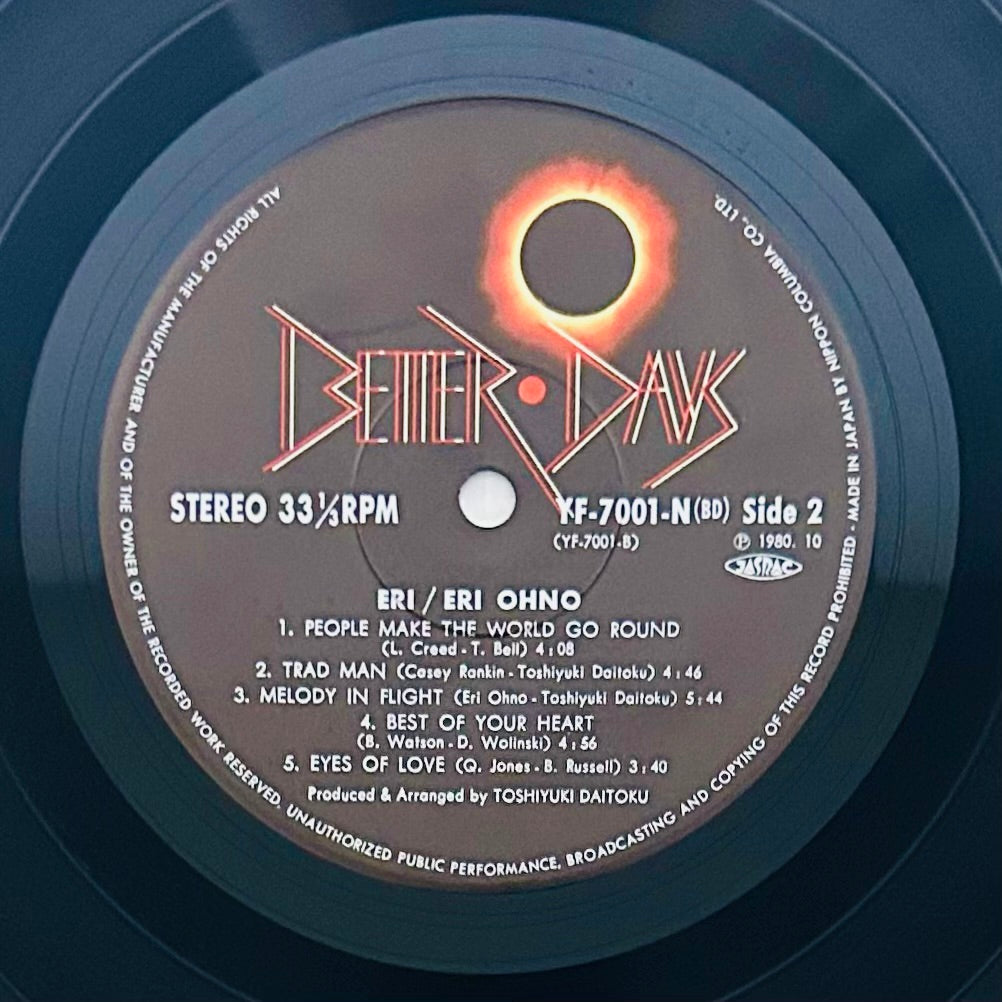 BETTER · DAYS
STEREO 33⅓RPM
YF-7001-N(BD) Side 2
(YF-7001-B)
℗ 1980. 10
JASRAC
ERI / ERI OHNO
1. PEOPLE MAKE THE WORLD GO ROUND
(L. Creed - T. Bell) 4:08
2. TRAD MAN (Casey Rankin - Toshiyuki Daitoku) 4:46
3. MELODY IN FLIGHT (Eri Ohno - Toshiyuki Daitoku) 5:44
4. BEST OF YOUR HEART
(B. Watson - D. Wolinski) 4:56
5. EYES OF LOVE (Q. Jones - B. Russell) 3:40
Produced & Arranged by TOSHIYUKI DAITOKU
ALL RIGHTS OF THE MANUFACTURER AND OF THE OWNER OF THE RECORDED WORK RESERVED. UNAUTHORIZED PUBLIC PERFORMANCE, BROADCASTING AND COPYING OF THIS RECORD PROHIBITED · MADE IN JAPAN BY NIPPON COLUMBIA CO., LTD.